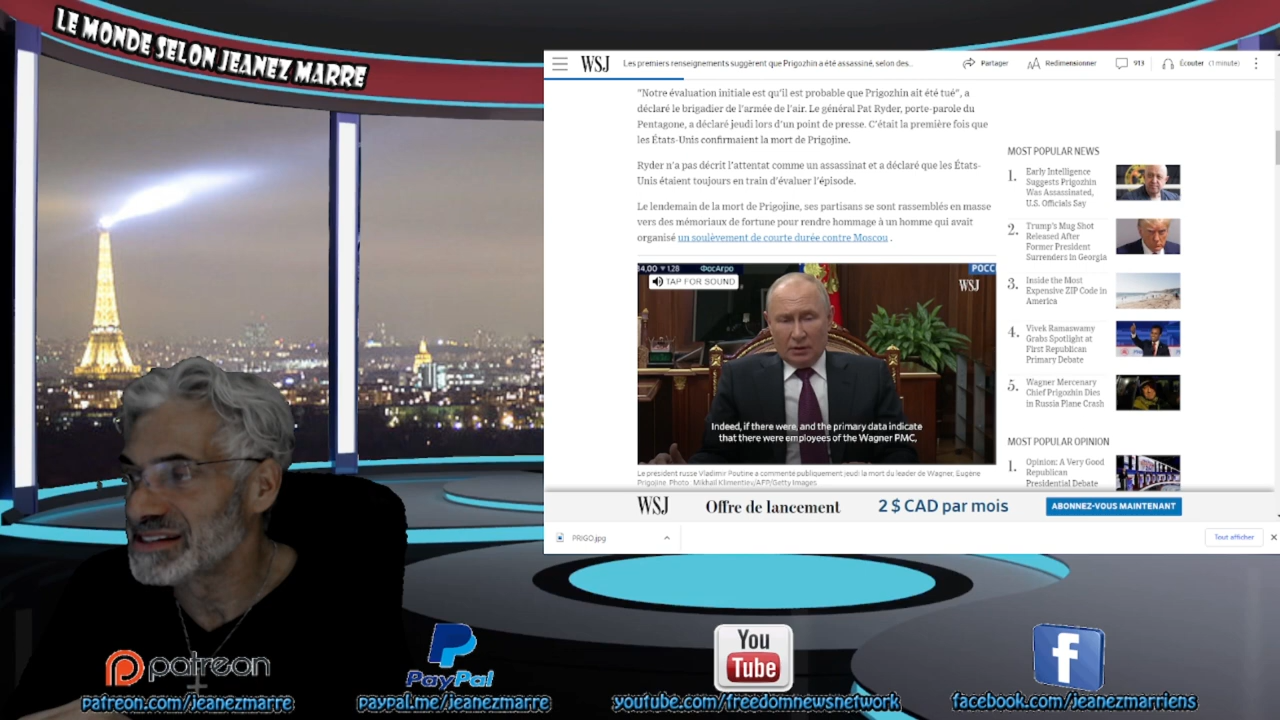 LE MONDE SELON JEANEZ MARRE
WSJ
Les premiers renseignements suggèrent que Prigozhin a été assassiné, selon des...
Partager
AA Redimensionner
913
Écouter (1 minute)
"Notre évaluation initiale est qu'il est probable que Prigozhin ait été tué", a
déclaré le brigadier de l'armée de l'air. Le général Pat Ryder, porte-parole du
Pentagone, a déclaré jeudi lors d'un point de presse. C'était la première fois que
les États-Unis confirmaient la mort de Prigojine.
Ryder n'a pas décrit l'attentat comme un assassinat et a déclaré que les États-
Unis étaient toujours en train d'évaluer l'épisode.
Le lendemain de la mort de Prigojine, ses partisans se sont rassemblés en masse
vers des mémoriaux de fortune pour rendre hommage à un homme qui avait
organisé un soulèvement de courte durée contre Moscou .
14,00 ▼1,28 ФосАгро
РОСС
TAP FOR SOUND
WSJ
Indeed, if there were, and the primary data indicate
that there were employees of the Wagner PMC,
Le président russe Vladimir Poutine a commenté publiquement jeudi la mort du leader de Wagner, Eugène
Prigojine. Photo: Mikhail Klimentiev/AFP/Getty Images
MOST POPULAR NEWS
1. Early Intelligence
Suggests Prigozhin
Was Assassinated,
U.S. Officials Say
2. Trump's Mug Shot
Released After
Former President
Surrenders in Georgia
3. Inside the Most
Expensive ZIP Code in
America
4. Vivek Ramaswamy
Grabs Spotlight at
First Republican
Primary Debate
5. Wagner Mercenary
Chief Prigozhin Dies
in Russia Plane Crash
MOST POPULAR OPINION
1. Opinion: A Very Good
Republican
Presidential Debate
WSJ
Offre de lancement
2 $ CAD par mois
ABONNEZ-VOUS MAINTENANT
PRIGO.jpg
Tout afficher
patreon
patreon.com/jeanezmarre
PayPal
paypal.me/jeanezmarre
You
Tube
youtube.com/freedomnewsnetwork
f
facebook.com/jeanezmarriens